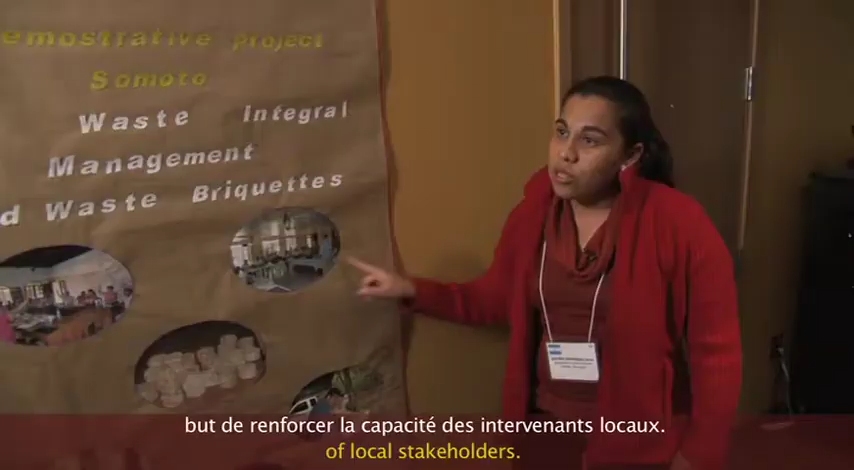 emostrative project
Somoto
Waste Integral
Management
d Waste Briquettes
but de renforcer la capacité des intervenants locaux.
of local stakeholders.